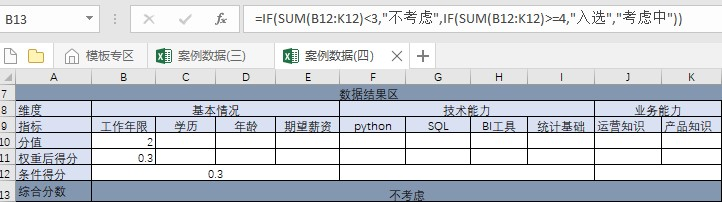 B13 =IF(SUM(B12:K12)<3,"不考虑",IF(SUM(B12:K12)>=4,"入选","考虑中"))
模板专区 案例数据(三) 案例数据(四)
A B C D E F G H I J K
7 数据结果区
8 维度 基本情况 技术能力 业务能力
9 指标 工作年限 学历 年龄 期望薪资 python SQL BI工具 统计基础 运营知识 产品知识
10 分值 2
11 权重后得分 0.3
12 条件得分 0.3
13 综合分数 不考虑